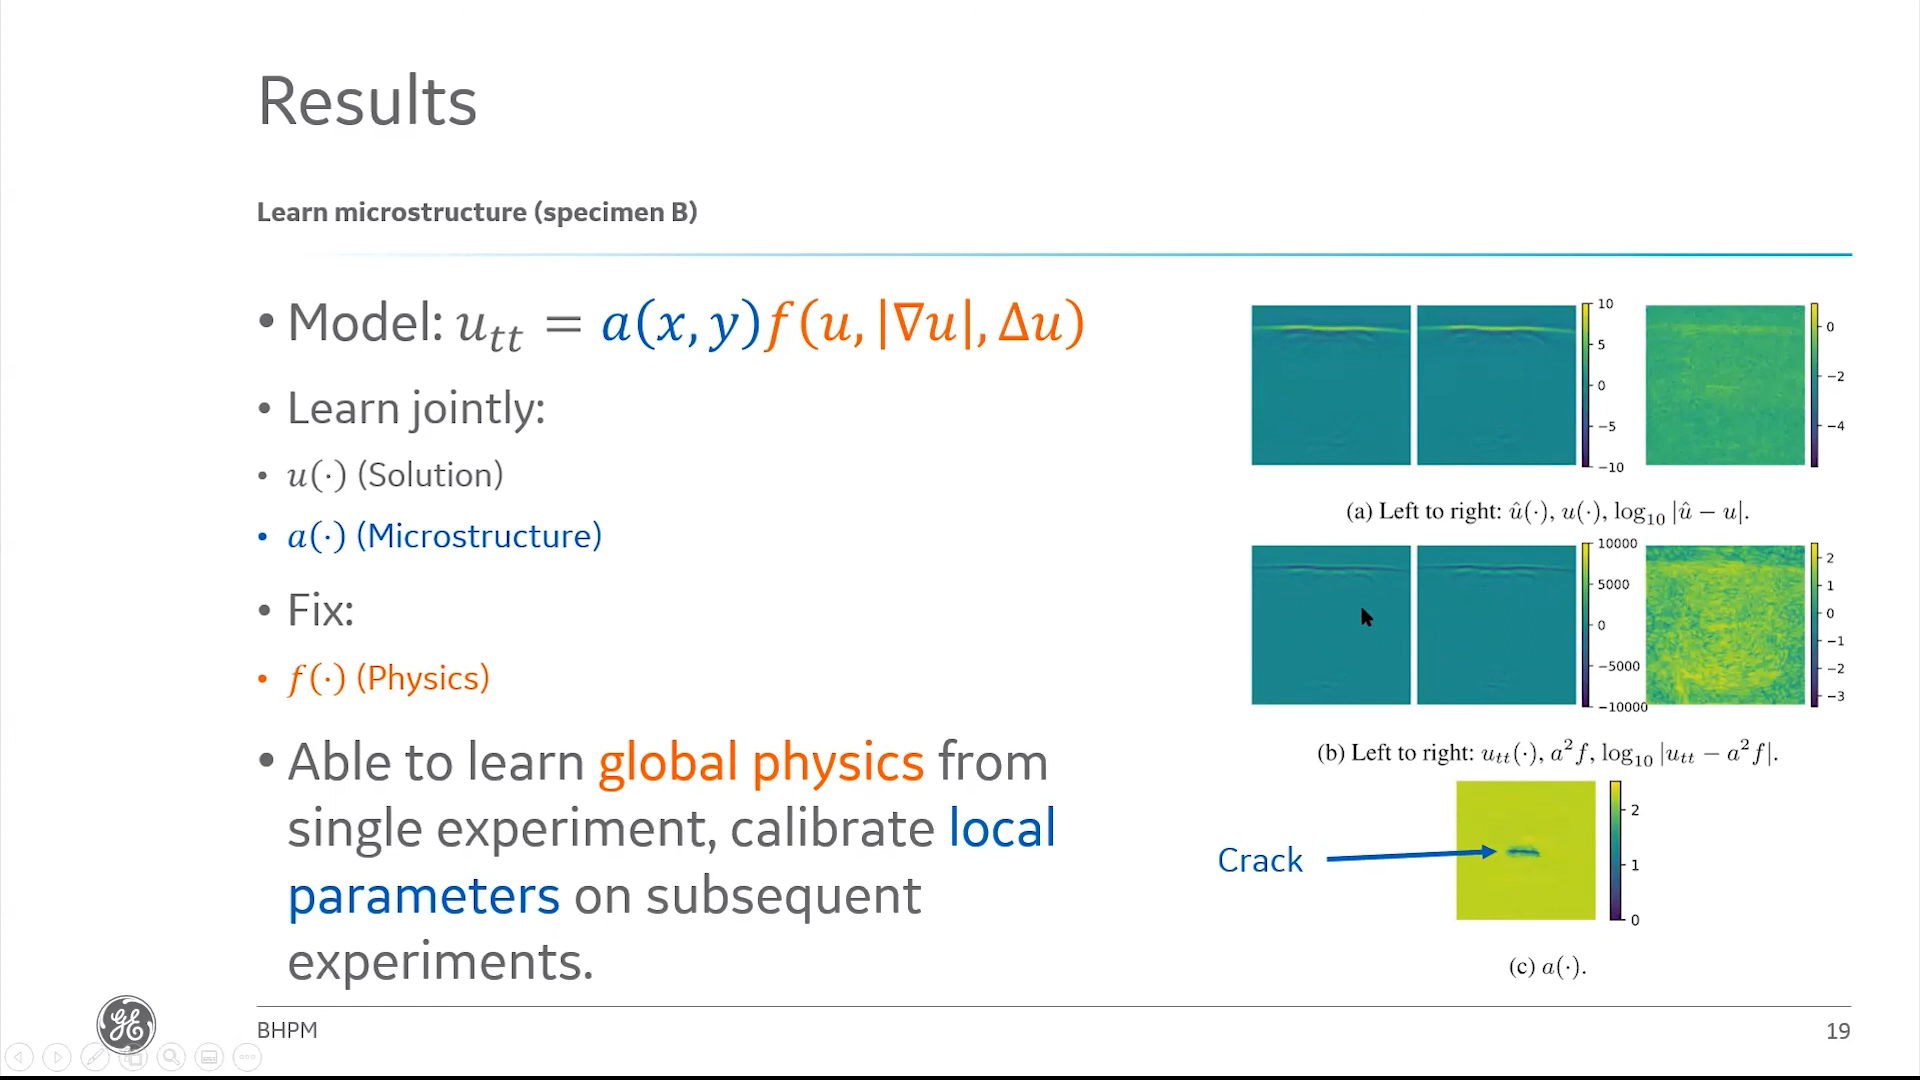 Results
Learn microstructure (specimen B)
• Model: u_tt = a(x, y)f(u, |∇u|, Δu)
• Learn jointly:
• u(·) (Solution)
• a(·) (Microstructure)
• Fix:
• f(·) (Physics)
• Able to learn global physics from
single experiment, calibrate local
parameters on subsequent
experiments.
10
5
0
−5
−10
0
−2
−4
(a) Left to right: û(·), u(·), log₁₀ |û − u|.
10000
5000
0
−5000
−10000
2
1
0
−1
−2
−3
(b) Left to right: u_tt(·), a²f, log₁₀ |u_tt − a²f|.
Crack
2
1
0
(c) a(·).
GE
BHPM
19